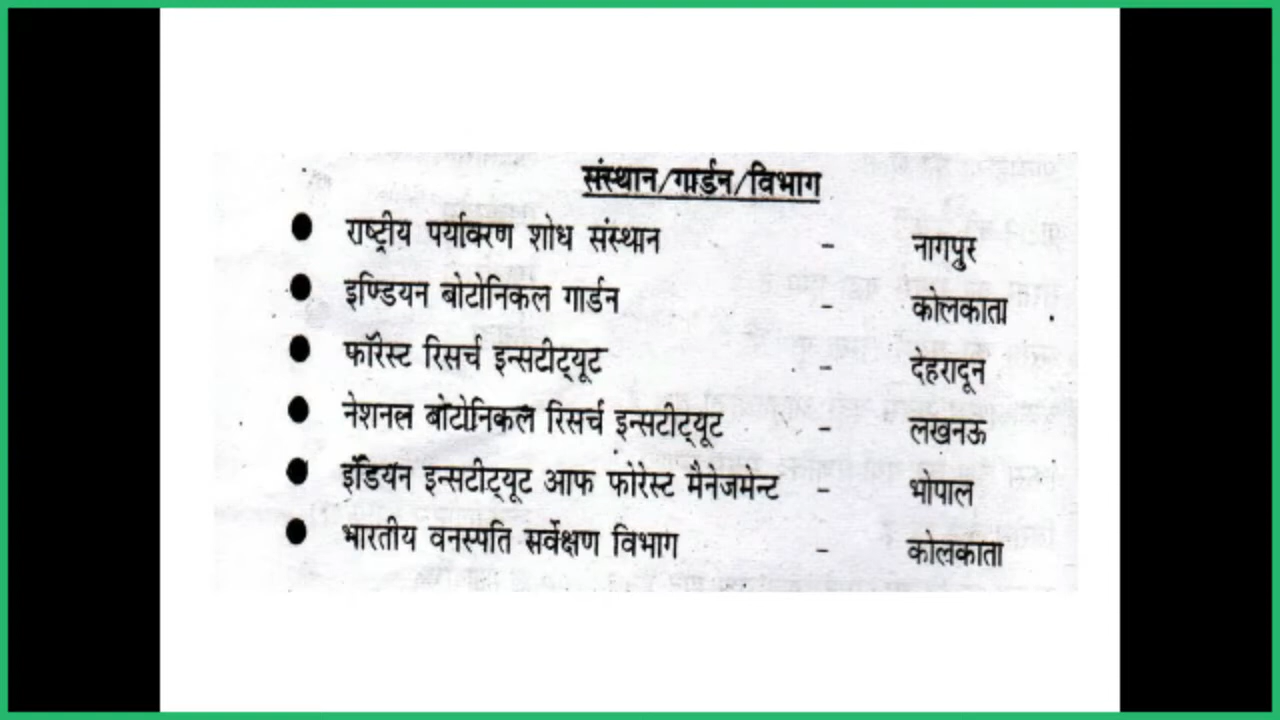 संस्थान/गार्डन/विभाग
● राष्ट्रीय पर्यावरण शोध संस्थान - नागपुर
● इण्डियन बोटोनिकल गार्डन - कोलकाता
● फॉरेस्ट रिसर्च इन्सटीट्यूट - देहरादून
● नेशनल बोटोनिकल रिसर्च इन्सटीट्यूट - लखनऊ
● इंडियन इन्सटीट्यूट आफ फोरेस्ट मैनेजमेन्ट - भोपाल
● भारतीय वनस्पति सर्वेक्षण विभाग - कोलकाता